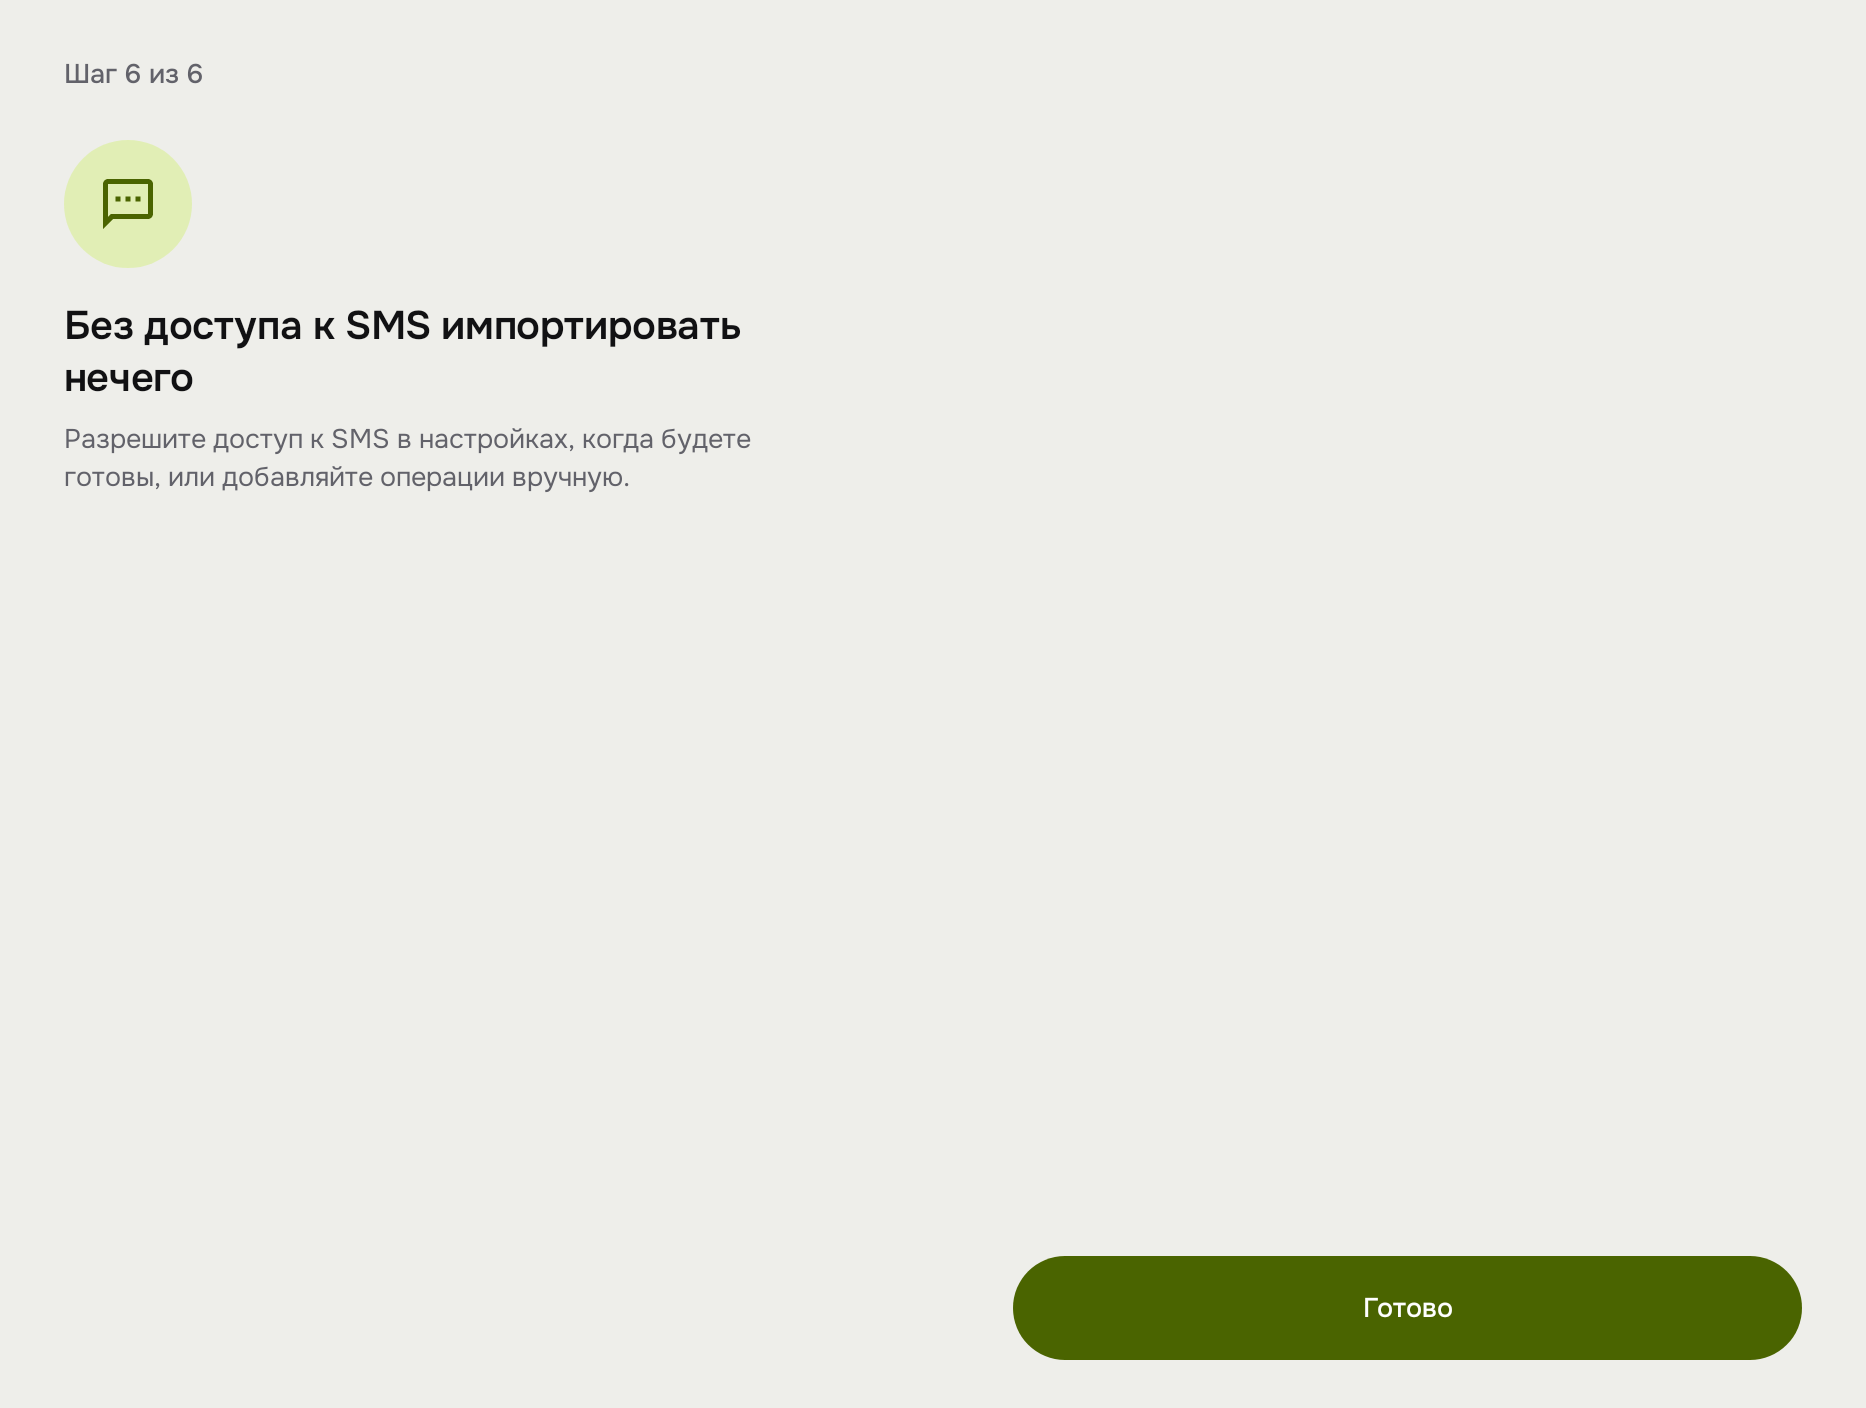 Шаг 6 из 6
Без доступа к SMS импортировать
нечего
Разрешите доступ к SMS в настройках, когда будете
готовы, или добавляйте операции вручную.
Готово